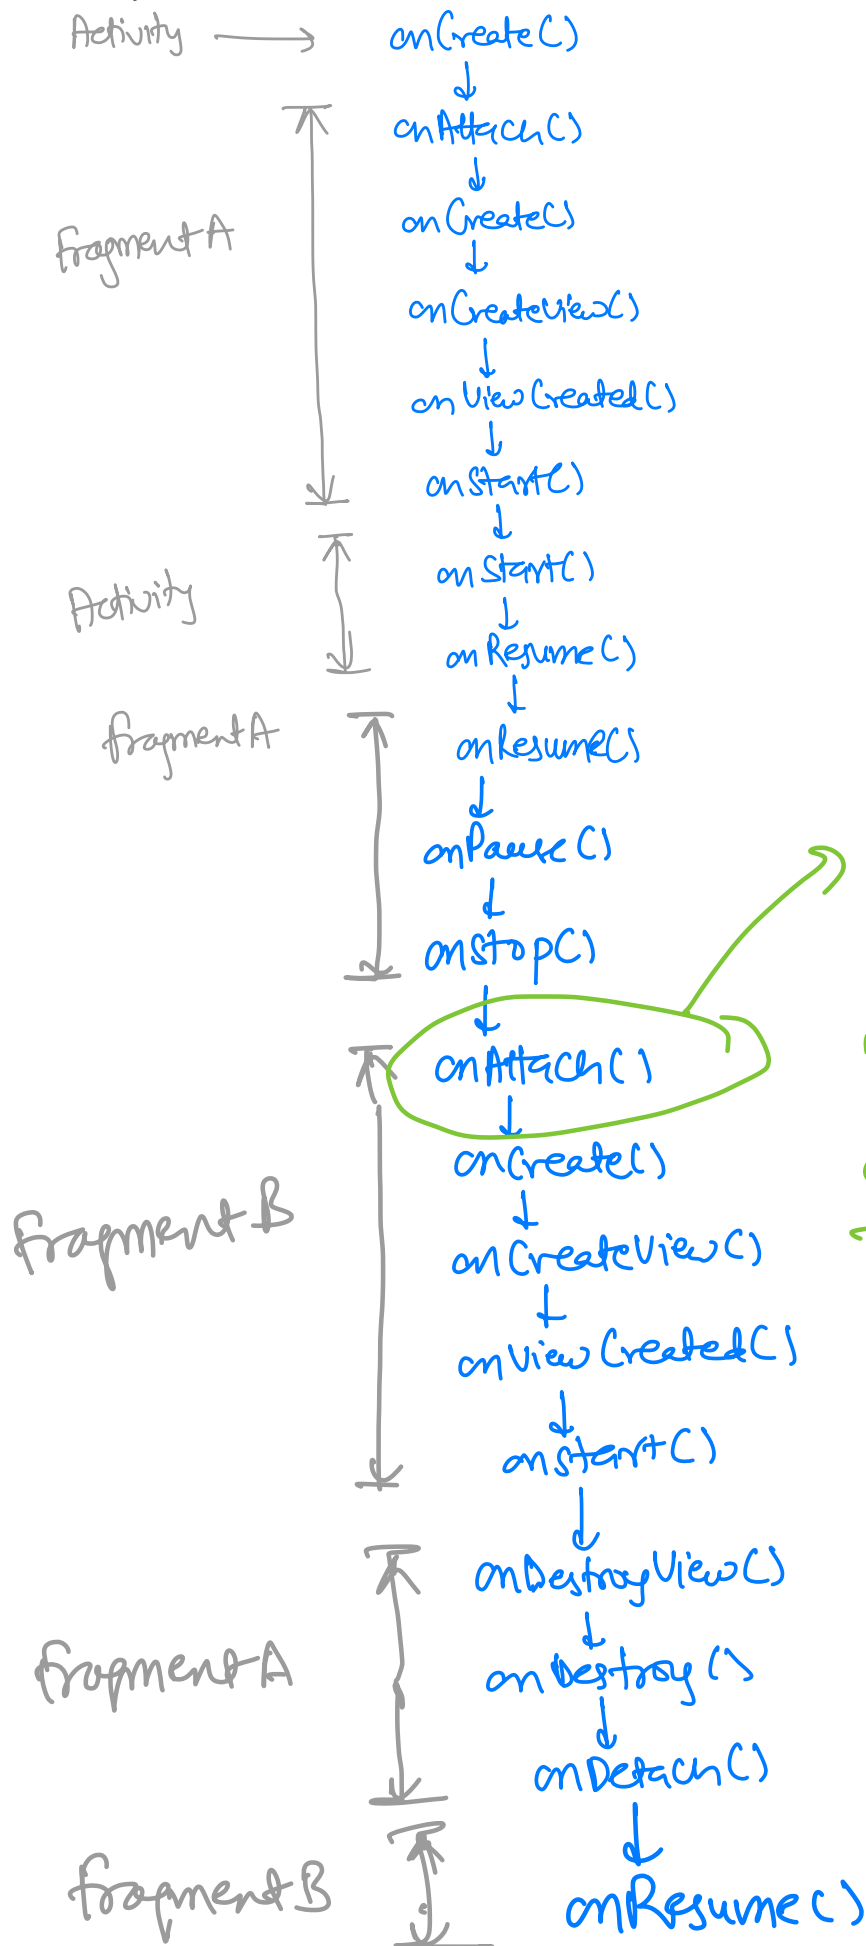 Activity → onCreate()
onAttach()
fragmentA onCreate()
onCreateView()
onViewCreated()
onStart()
Activity onStart()
onResume()
fragmentA onResume()
onPause()
onStop()
onAttach()
onCreate()
fragmentB onCreateView()
onViewCreated()
onStart()
onDestroyView()
fragmentA onDestroy()
onDetach()
fragmentB onResume()